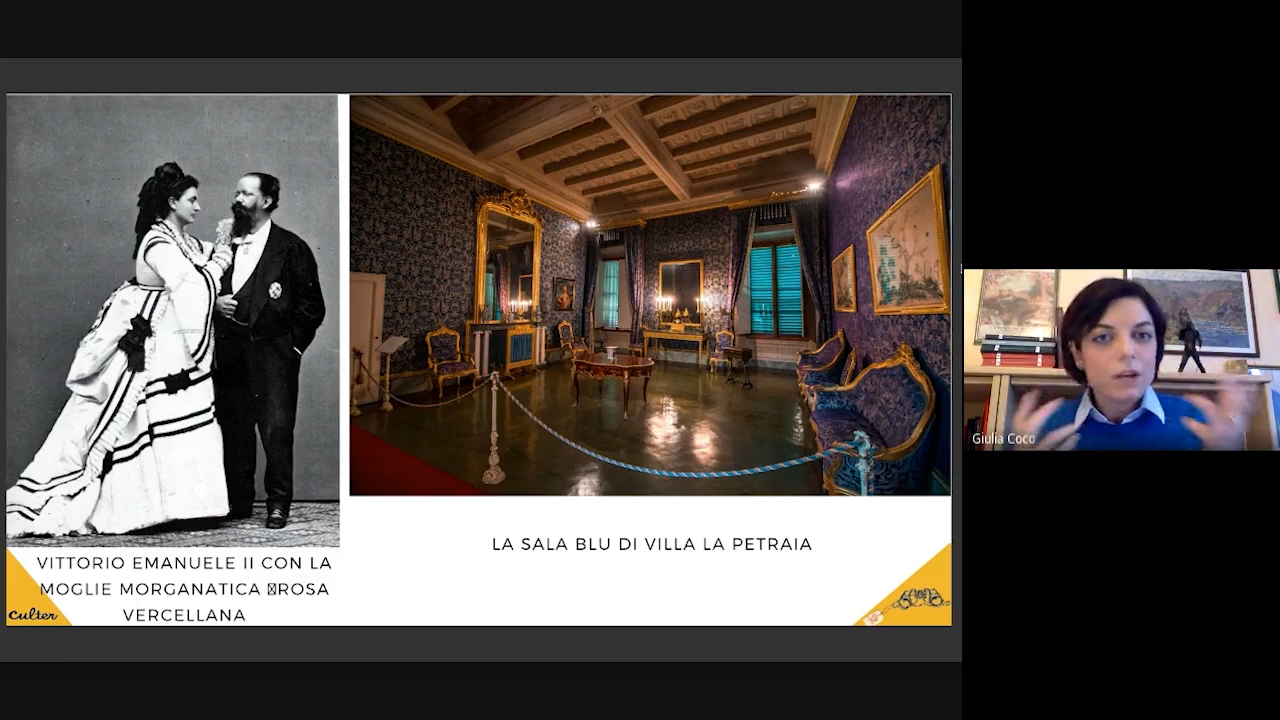 VITTORIO EMANUELE II CON LA
MOGLIE MORGANATICA ROSA
VERCELLANA
LA SALA BLU DI VILLA LA PETRAIA
culter
Giulia Coco